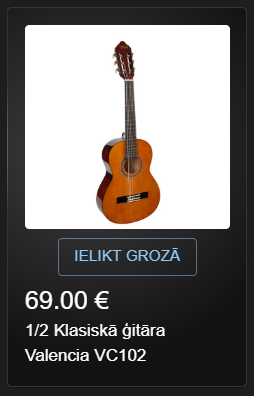 IELIKT GROZĀ
69.00 €
1/2 Klasiskā ģitāra
Valencia VC102